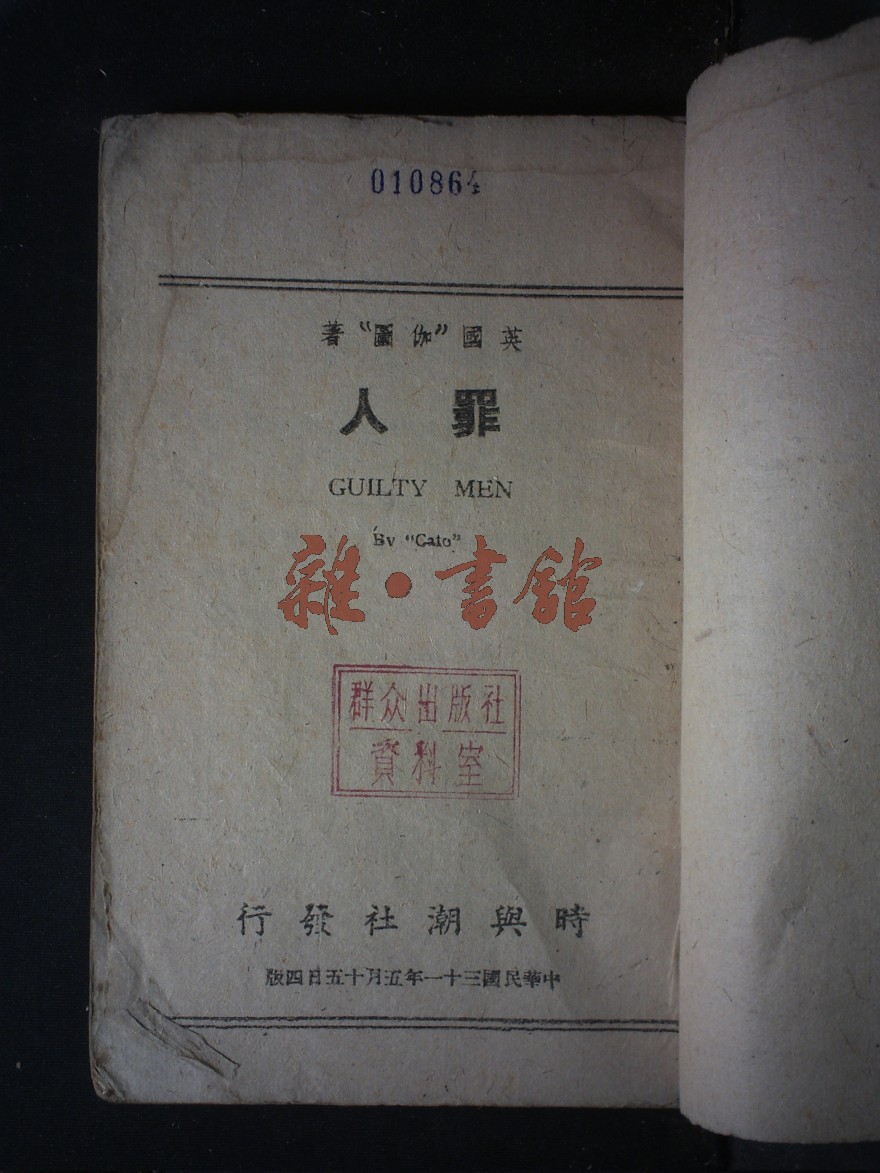 010864
英國“伽圖”著
罪人
GUILTY MEN
By “Cato”
雜·書館
群众出版社
資料室
時與潮社發行
中華民國三十一年五月十五日四版